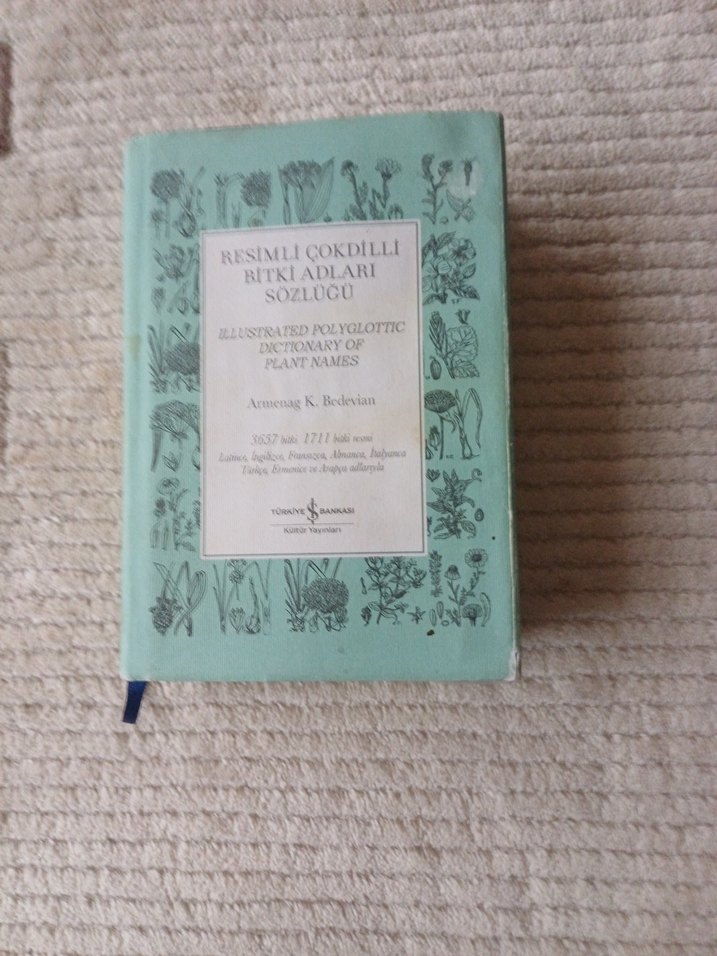 RESİMLİ ÇOKDİLLİ
BİTKİ ADLARI
SÖZLÜĞÜ
ILLUSTRATED POLYGLOTTIC
DICTIONARY OF
PLANT NAMES
Armenag K. Bedevian
3657 bitki 1711 bitki resmi
Latince, İngilizce, Fransızca, Almanca, İtalyanca
Türkçe, Ermenice ve Arapça adlarıyla
TÜRKİYE İŞ BANKASI
Kültür Yayınları